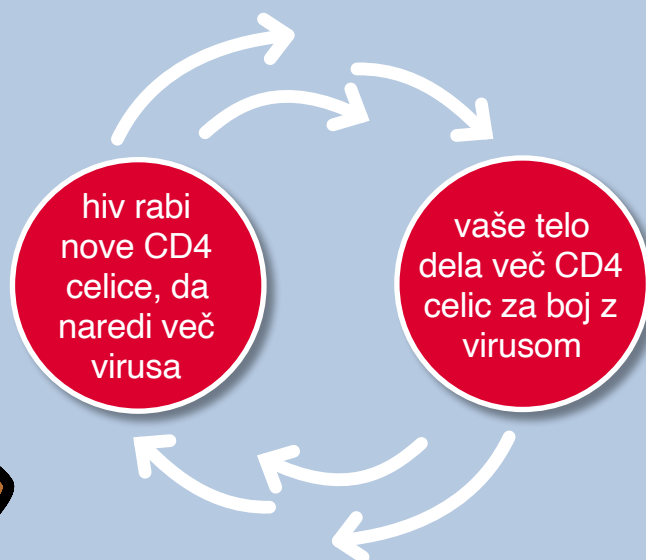 hiv rabi
nove CD4
celice, da
naredi več
virusa
vaše telo
dela več CD4
celic za boj z
virusom